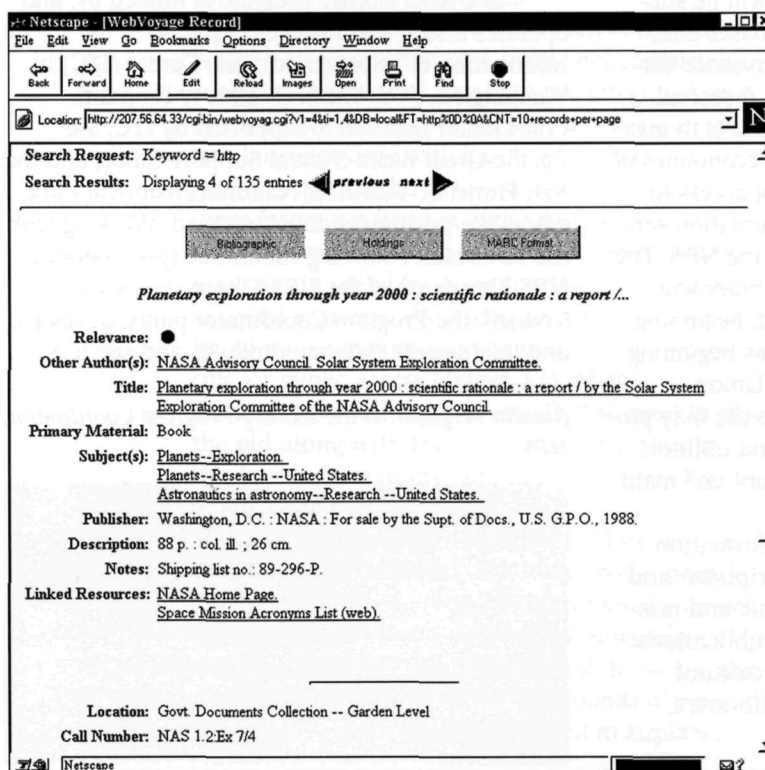 Netscape - [WebVoyage Record]
File Edit View Go Bookmarks Options Directory Window Help
Back Forward Home Edit Reload Images Open Print Find Stop
Location: http://207.56.64.33/cgi-bin/webvoyag.cgi?v1=4&ti=1,4&DB=local&FT=http%0D%0A&CNT=10+records+per+page
N
Search Request: Keyword = http
Search Results: Displaying 4 of 135 entries previous next
Bibliographic Holdings MARC Format
Planetary exploration through year 2000 : scientific rationale : a report /...
Relevance:
Other Author(s): NASA Advisory Council. Solar System Exploration Committee.
Title: Planetary exploration through year 2000 : scientific rationale : a report / by the Solar System
Exploration Committee of the NASA Advisory Council.
Primary Material: Book
Subject(s): Planets--Exploration.
Planets--Research --United States.
Astronautics in astronomy--Research --United States.
Publisher: Washington, D.C. : NASA : For sale by the Supt. of Docs., U.S. G.P.O., 1988.
Description: 88 p. : col. ill. ; 26 cm.
Notes: Shipping list no.: 89-296-P.
Linked Resources: NASA Home Page.
Space Mission Acronyms List (web).
Location: Govt. Documents Collection -- Garden Level
Call Number: NAS 1.2:Ex 7/4
Netscape